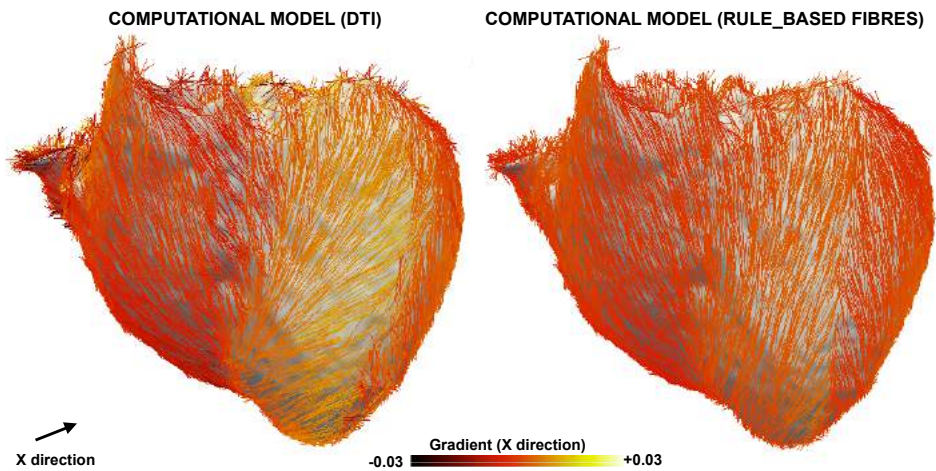 COMPUTATIONAL MODEL (DTI)
COMPUTATIONAL MODEL (RULE_BASED FIBRES)
X direction
Gradient (X direction)
-0.03
+0.03